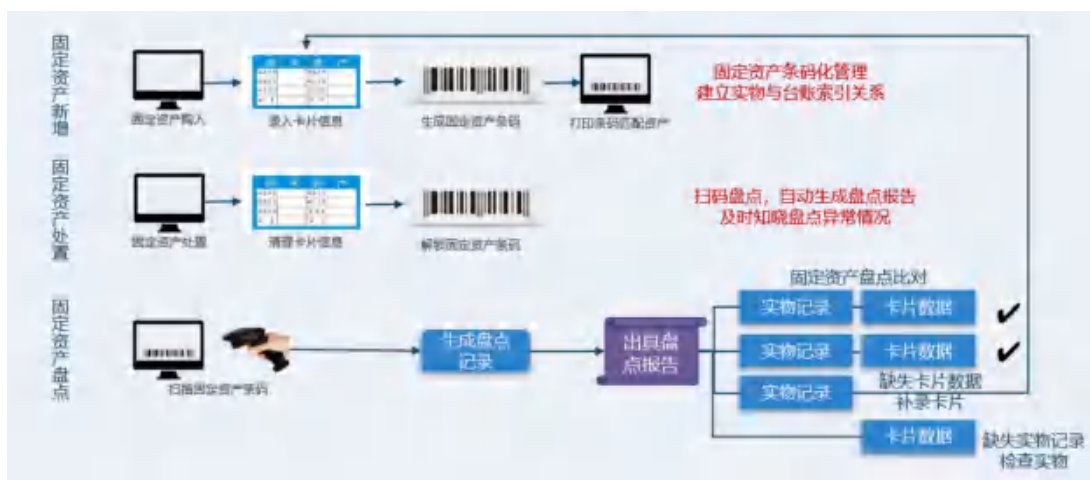 固定资产新增
固定资产购入
录入卡片信息
生成固定资产条码
打印条码匹配资产
固定资产条码化管理
建立实物与台账索引关系
固定资产处置
固定资产处置
清理卡片信息
解锁固定资产条码
扫码盘点，自动生成盘点报告
及时知晓盘点异常情况
固定资产盘点
扫描固定资产条码
生成盘点
记录
出具盘
点报告
固定资产盘点比对
实物记录 卡片数据
实物记录 卡片数据
实物记录 缺失卡片数据
补录卡片
卡片数据 缺失实物记录
检查实物